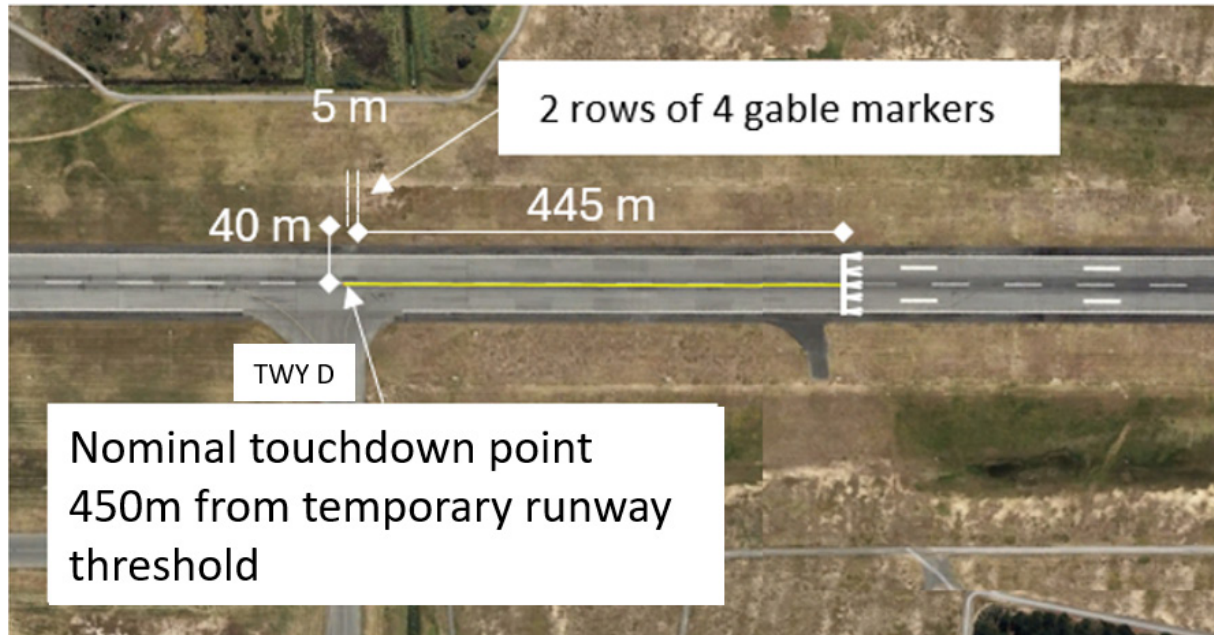 5 m
2 rows of 4 gable markers
445 m
40 m
TWY D
Nominal touchdown point
450m from temporary runway
threshold